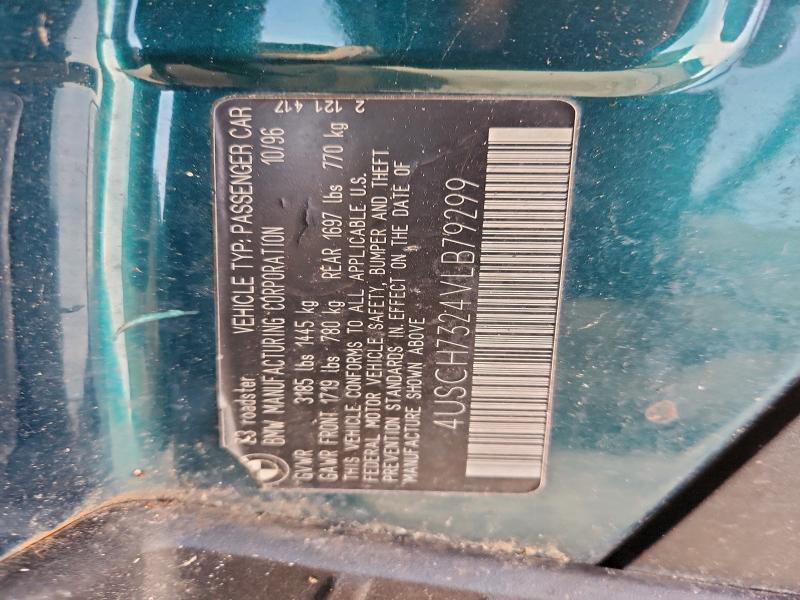 z3 roadster VEHICLE TYP: PASSENGER CAR
BMW MANUFACTURING CORPORATION 10/96
GVWR 3185 lbs 1445 kg
GAWR FRONT 1719 lbs 780 kg REAR 1697 lbs 770 kg
THIS VEHICLE CONFORMS TO ALL APPLICABLE U.S.
FEDERAL MOTOR VEHICLE SAFETY, BUMPER AND THEFT
PREVENTION STANDARDS IN EFFECT ON THE DATE OF
MANUFACTURE SHOWN ABOVE
4USCH7324VLB79299
2 121 417